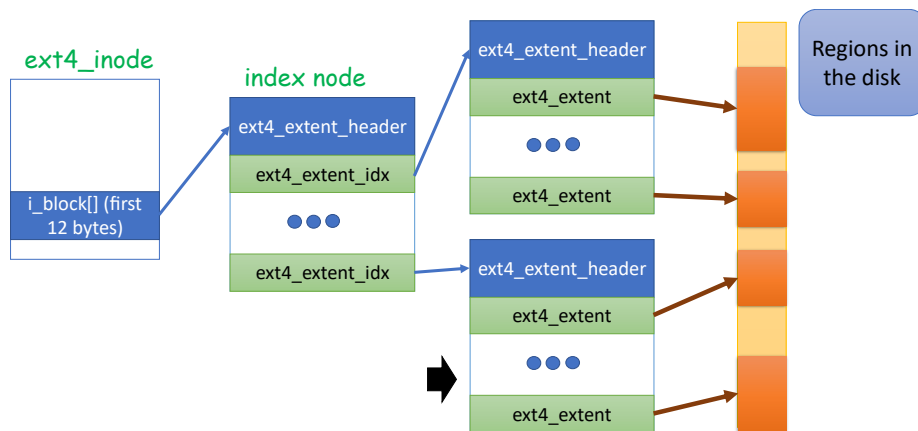 ext4_inode
i_block[] (first
12 bytes)
index node
ext4_extent_header
ext4_extent_idx
ext4_extent_idx
ext4_extent_header
ext4_extent
ext4_extent
ext4_extent_header
ext4_extent
ext4_extent
Regions in
the disk